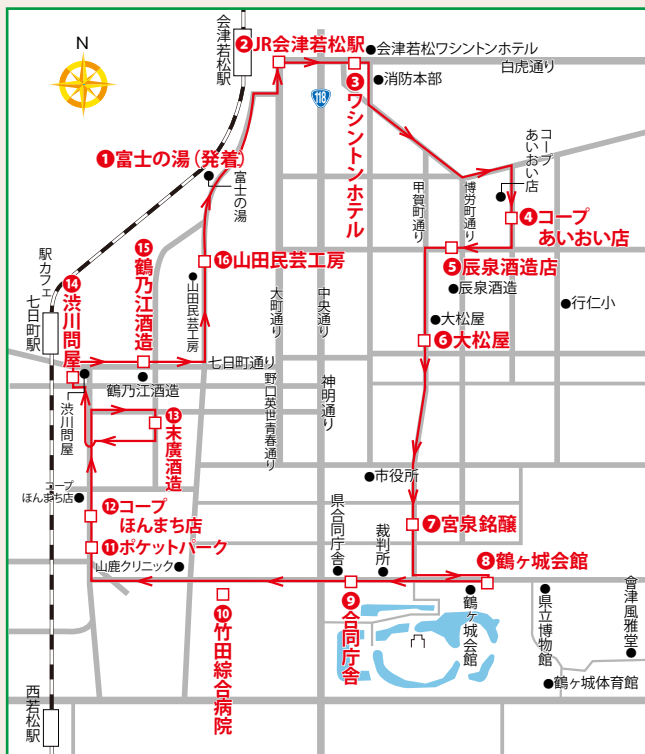 N
会津若松駅
❷JR会津若松駅
会津若松ワシントンホテル
白虎通り
消防本部
118
❸ワシントンホテル
❶富士の湯(発着)
富士の湯
コープ
あいおい店
❹コープ
あいおい店
甲賀町通り
博労町通り
❺辰泉酒造店
辰泉酒造
行仁小
大松屋
❻大松屋
⓰山田民芸工房
山田民芸工房
大町通り
中央通り
⓯鶴乃江酒造
駅カフェ
七日町駅
⓮渋川問屋
七日町通り
鶴乃江酒造
渋川問屋
野口英世青春通り
神明通り
⓭末廣酒造
市役所
コープ
ほんまち店
⓬コープ
ほんまち店
⓫ポケットパーク
山鹿クリニック
県合同庁舎
裁判所
❼宮泉銘醸
❽鶴ヶ城会館
❿竹田綜合病院
❾合同庁舎
鶴ヶ城会館
県立博物館
會津風雅堂
鶴ヶ城体育館
西若松駅